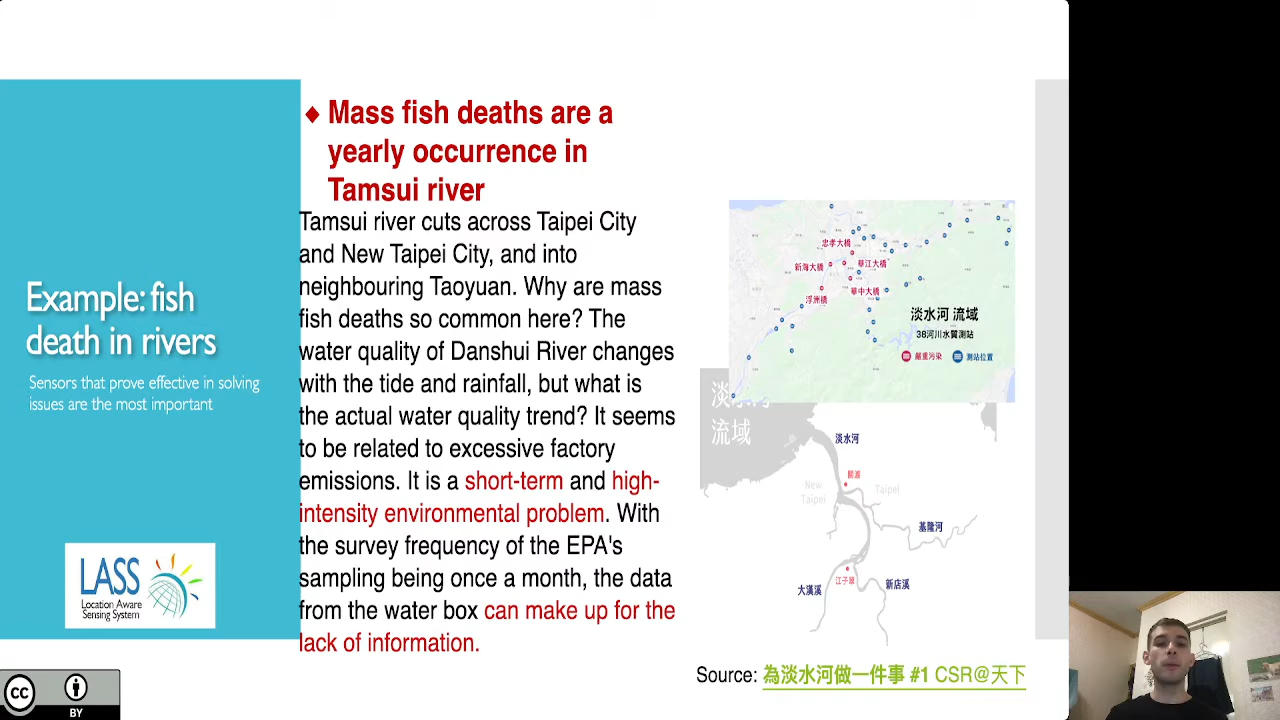 Example: fish
death in rivers
Sensors that prove effective in solving
issues are the most important
LASS
Location Aware
Sensing System
Mass fish deaths are a
yearly occurrence in
Tamsui river
Tamsui river cuts across Taipei City
and New Taipei City, and into
neighbouring Taoyuan. Why are mass
fish deaths so common here? The
water quality of Danshui River changes
with the tide and rainfall, but what is
the actual water quality trend? It seems
to be related to excessive factory
emissions. It is a short-term and high-
intensity environmental problem. With
the survey frequency of the EPA's
sampling being once a month, the data
from the water box can make up for the
lack of information.
忠孝大橋
新海大橋
華江大橋
華中大橋
浮洲橋
淡水河 流域
38河川水質測站
嚴重污染
測站位置
流域
淡水河
關渡
New
Taipei
Taipei
基隆河
江子翠
大漢溪
新店溪
Source: 為淡水河做一件事 #1 CSR@天下
cc
BY